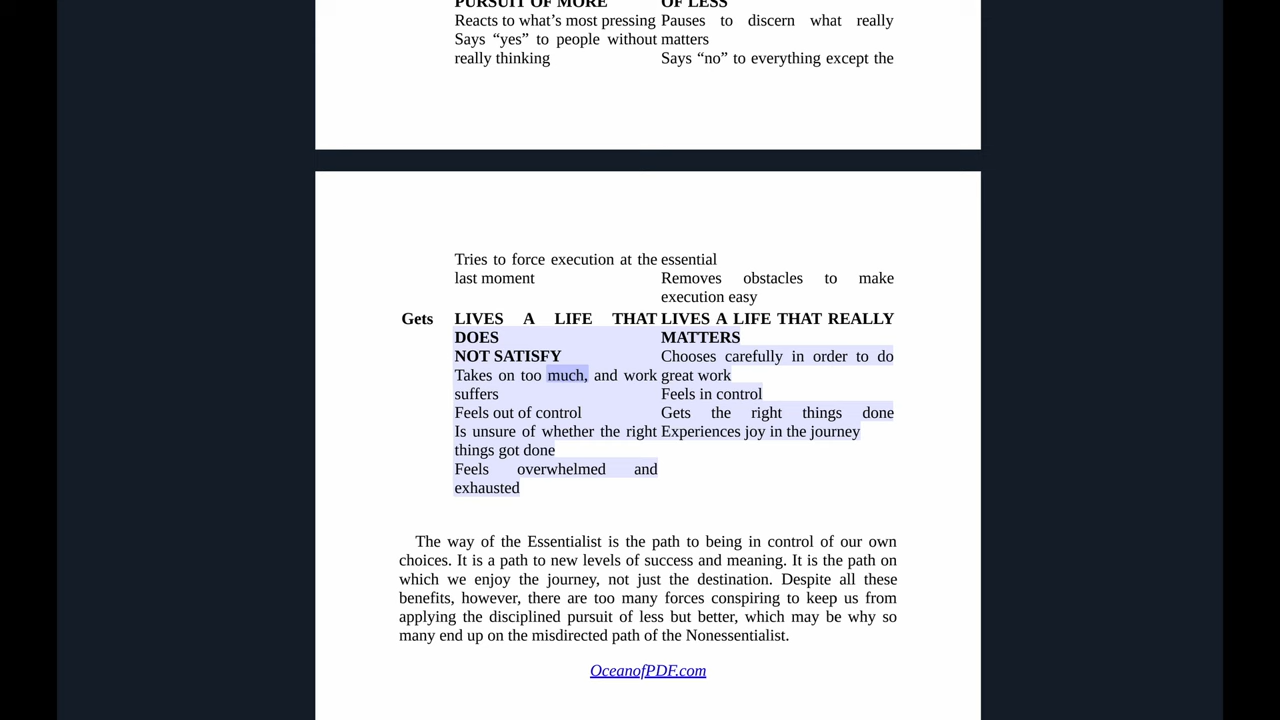 PURSUIT OF MORE
Reacts to what’s most pressing
Says “yes” to people without
really thinking
OF LESS
Pauses to discern what really
matters
Says “no” to everything except the
Tries to force execution at the
last moment
essential
Removes obstacles to make
execution easy
Gets
LIVES A LIFE THAT
DOES
NOT SATISFY
Takes on too much, and work
suffers
Feels out of control
Is unsure of whether the right
things got done
Feels overwhelmed and
exhausted
LIVES A LIFE THAT REALLY
MATTERS
Chooses carefully in order to do
great work
Feels in control
Gets the right things done
Experiences joy in the journey
The way of the Essentialist is the path to being in control of our own
choices. It is a path to new levels of success and meaning. It is the path on
which we enjoy the journey, not just the destination. Despite all these
benefits, however, there are too many forces conspiring to keep us from
applying the disciplined pursuit of less but better, which may be why so
many end up on the misdirected path of the Nonessentialist.
OceanofPDF.com